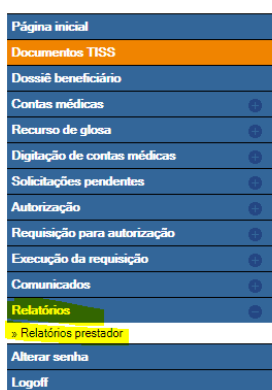 Página inicial
Documentos TISS
Dossiê beneficiário
Contas médicas
Recurso de glosa
Digitação de contas médicas
Solicitações pendentes
Autorização
Requisição para autorização
Execução da requisição
Comunicados
Relatórios
» Relatórios prestador
Alterar senha
Logoff